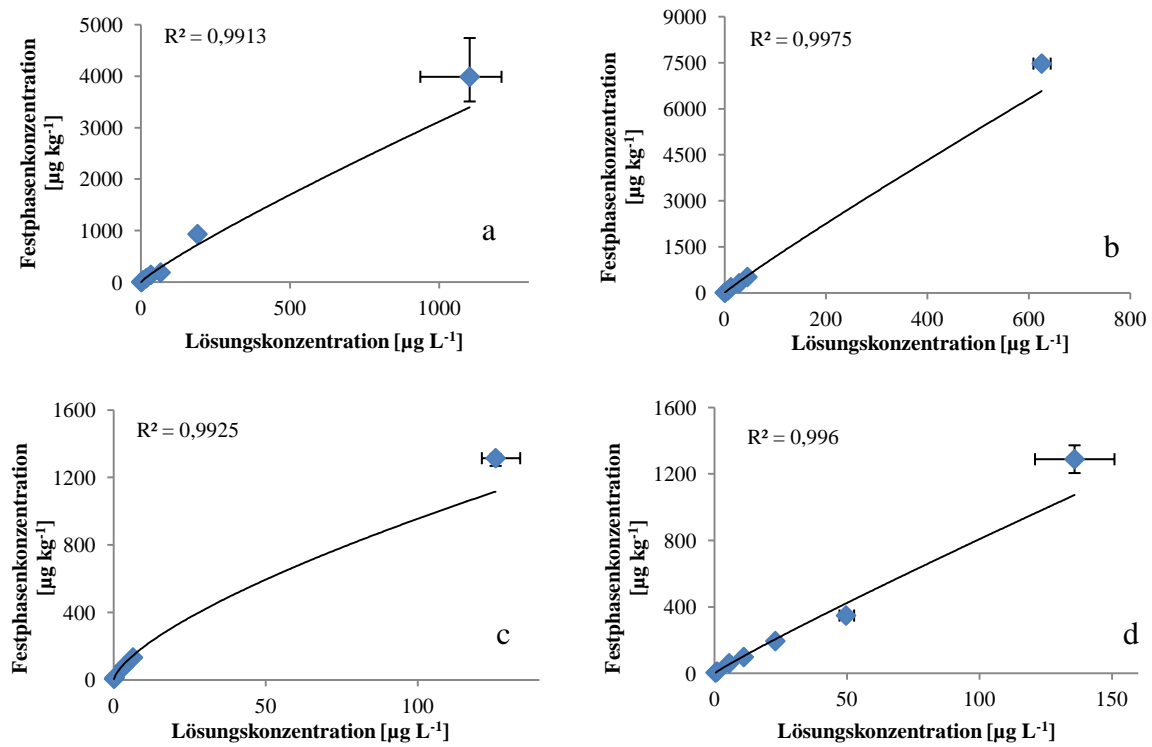 R² = 0,9913
Festphasenkonzentration
[µg kg⁻¹]
5000
4000
3000
2000
1000
0
0
500
1000
a
Lösungskonzentration [µg L⁻¹]
R² = 0,9975
Festphasenkonzentration
[µg kg⁻¹]
9000
7500
6000
4500
3000
1500
0
0
200
400
600
800
b
Lösungskonzentration [µg L⁻¹]
R² = 0,9925
Festphasenkonzentration
[µg kg⁻¹]
1600
1200
800
400
0
0
50
100
c
Lösungskonzentration [µg L⁻¹]
R² = 0,996
Festphasenkonzentration
[µg kg⁻¹]
1600
1200
800
400
0
0
50
100
150
d
Lösungskonzentration [µg L⁻¹]